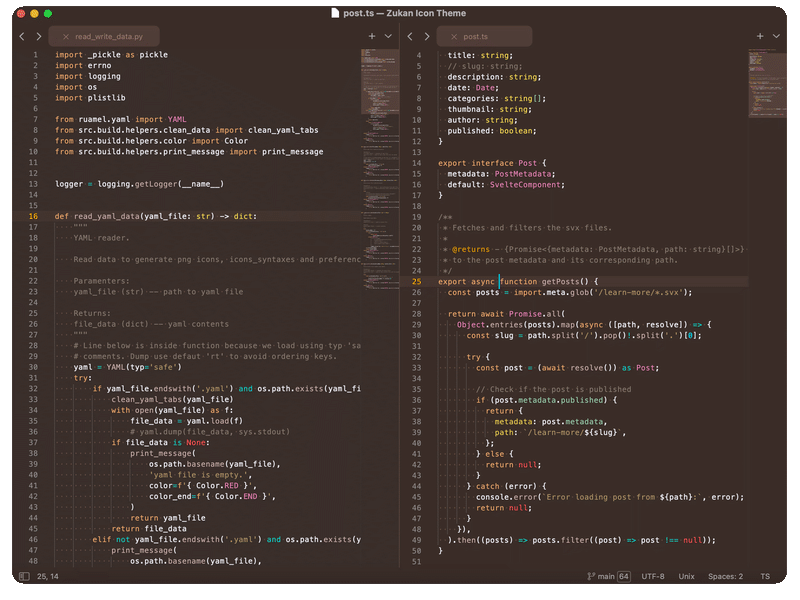 post.ts — Zukan Icon Theme
read_write_data.py
1 import _pickle as pickle
2 import errno
3 import logging
4 import os
5 import plistlib
6
7 from ruamel.yaml import YAML
8 from src.build.helpers.clean_data import clean_yaml_tabs
9 from src.build.helpers.color import Color
10 from src.build.helpers.print_message import print_message
11
12
13 logger = logging.getLogger(__name__)
14
15
16 def read_yaml_data(yaml_file: str) -> dict:
17 """
18 YAML reader.
19
20 Read data to generate png icons, icons_syntaxes and preferenc
21
22 Paramenters:
23 yaml_file (str) -- path to yaml file
24
25 Returns:
26 file_data (dict) -- yaml contents
27 """
28 # Line below is inside function because we load using typ 'sa
29 # comments. Dump use defaut 'rt' to avoid ordering keys.
30 yaml = YAML(typ='safe')
31 try:
32 if yaml_file.endswith('.yaml') and os.path.exists(yaml_fi
33 clean_yaml_tabs(yaml_file)
34 with open(yaml_file) as f:
35 file_data = yaml.load(f)
36 # yaml.dump(file_data, sys.stdout)
37 if file_data is None:
38 print_message(
39 os.path.basename(yaml_file),
40 'yaml file is empty.',
41 color=f'{ Color.RED }',
42 color_end=f'{ Color.END }',
43 )
44 return yaml_file
45 return file_data
46 elif not yaml_file.endswith('.yaml') and os.path.exists(y
47 print_message(
48 os.path.basename(yaml_file),
post.ts
4 title: string;
5 // slug: string;
6 description: string;
7 date: Date;
8 categories: string[];
9 thumbnail: string;
10 author: string;
11 published: boolean;
12 }
13
14 export interface Post {
15 metadata: PostMetadata;
16 default: SvelteComponent;
17 }
18
19 /**
20 * Fetches and filters the svx files.
21 *
22 * @returns - {Promise<{metadata: PostMetadata, path: string}[]>}
23 * to the post metadata and its corresponding path.
24 */
25 export async function getPosts() {
26 const posts = import.meta.glob('/learn-more/*.svx');
27
28 return await Promise.all(
29 Object.entries(posts).map(async ([path, resolve]) => {
30 const slug = path.split('/').pop()!.split('.')[0];
31
32 try {
33 const post = (await resolve()) as Post;
34
35 // Check if the post is published
36 if (post.metadata.published) {
37 return {
38 metadata: post.metadata,
39 path: `/learn-more/${slug}`,
40 };
41 } else {
42 return null;
43 }
44 } catch (error) {
45 console.error(`Error loading post from ${path}:`, error);
46 return null;
47 }
48 }),
49 ).then((posts) => posts.filter((post) => post !== null));
50 }
51
25, 14
main 64 UTF-8 Unix Spaces: 2 TS